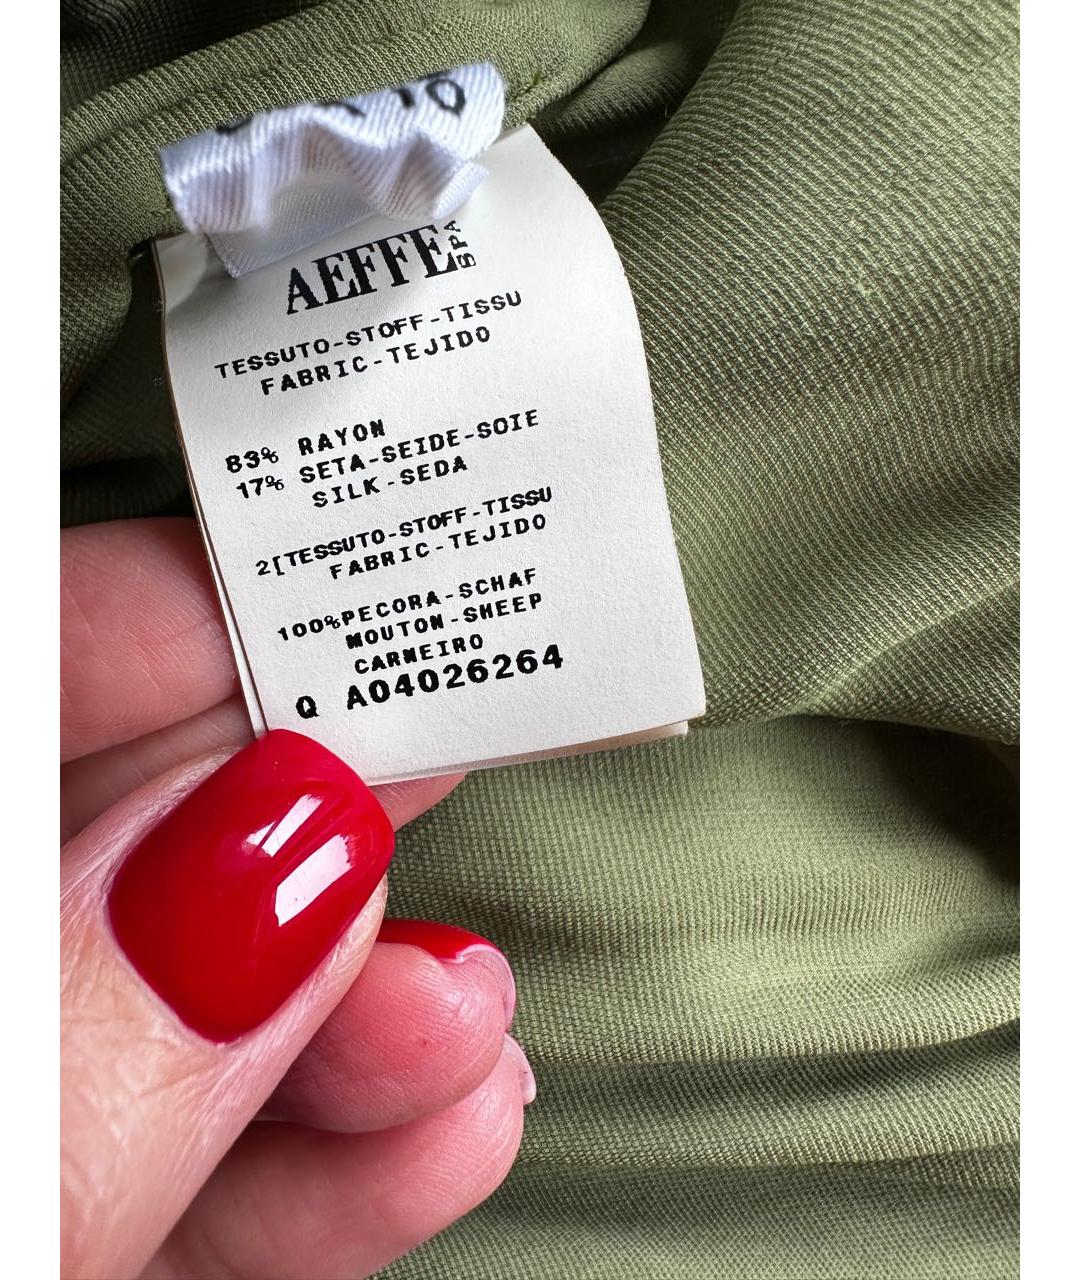 AEFFE SPA
TESSUTO-STOFF-TISSU
FABRIC-TEJIDO
83% RAYON
17% SETA-SEIDE-SOIE
SILK-SEDA
2[TESSUTO-STOFF-TISSU
FABRIC-TEJIDO
100%PECORA-SCHAF
MOUTON-SHEEP
CARNEIRO
Q A04026264